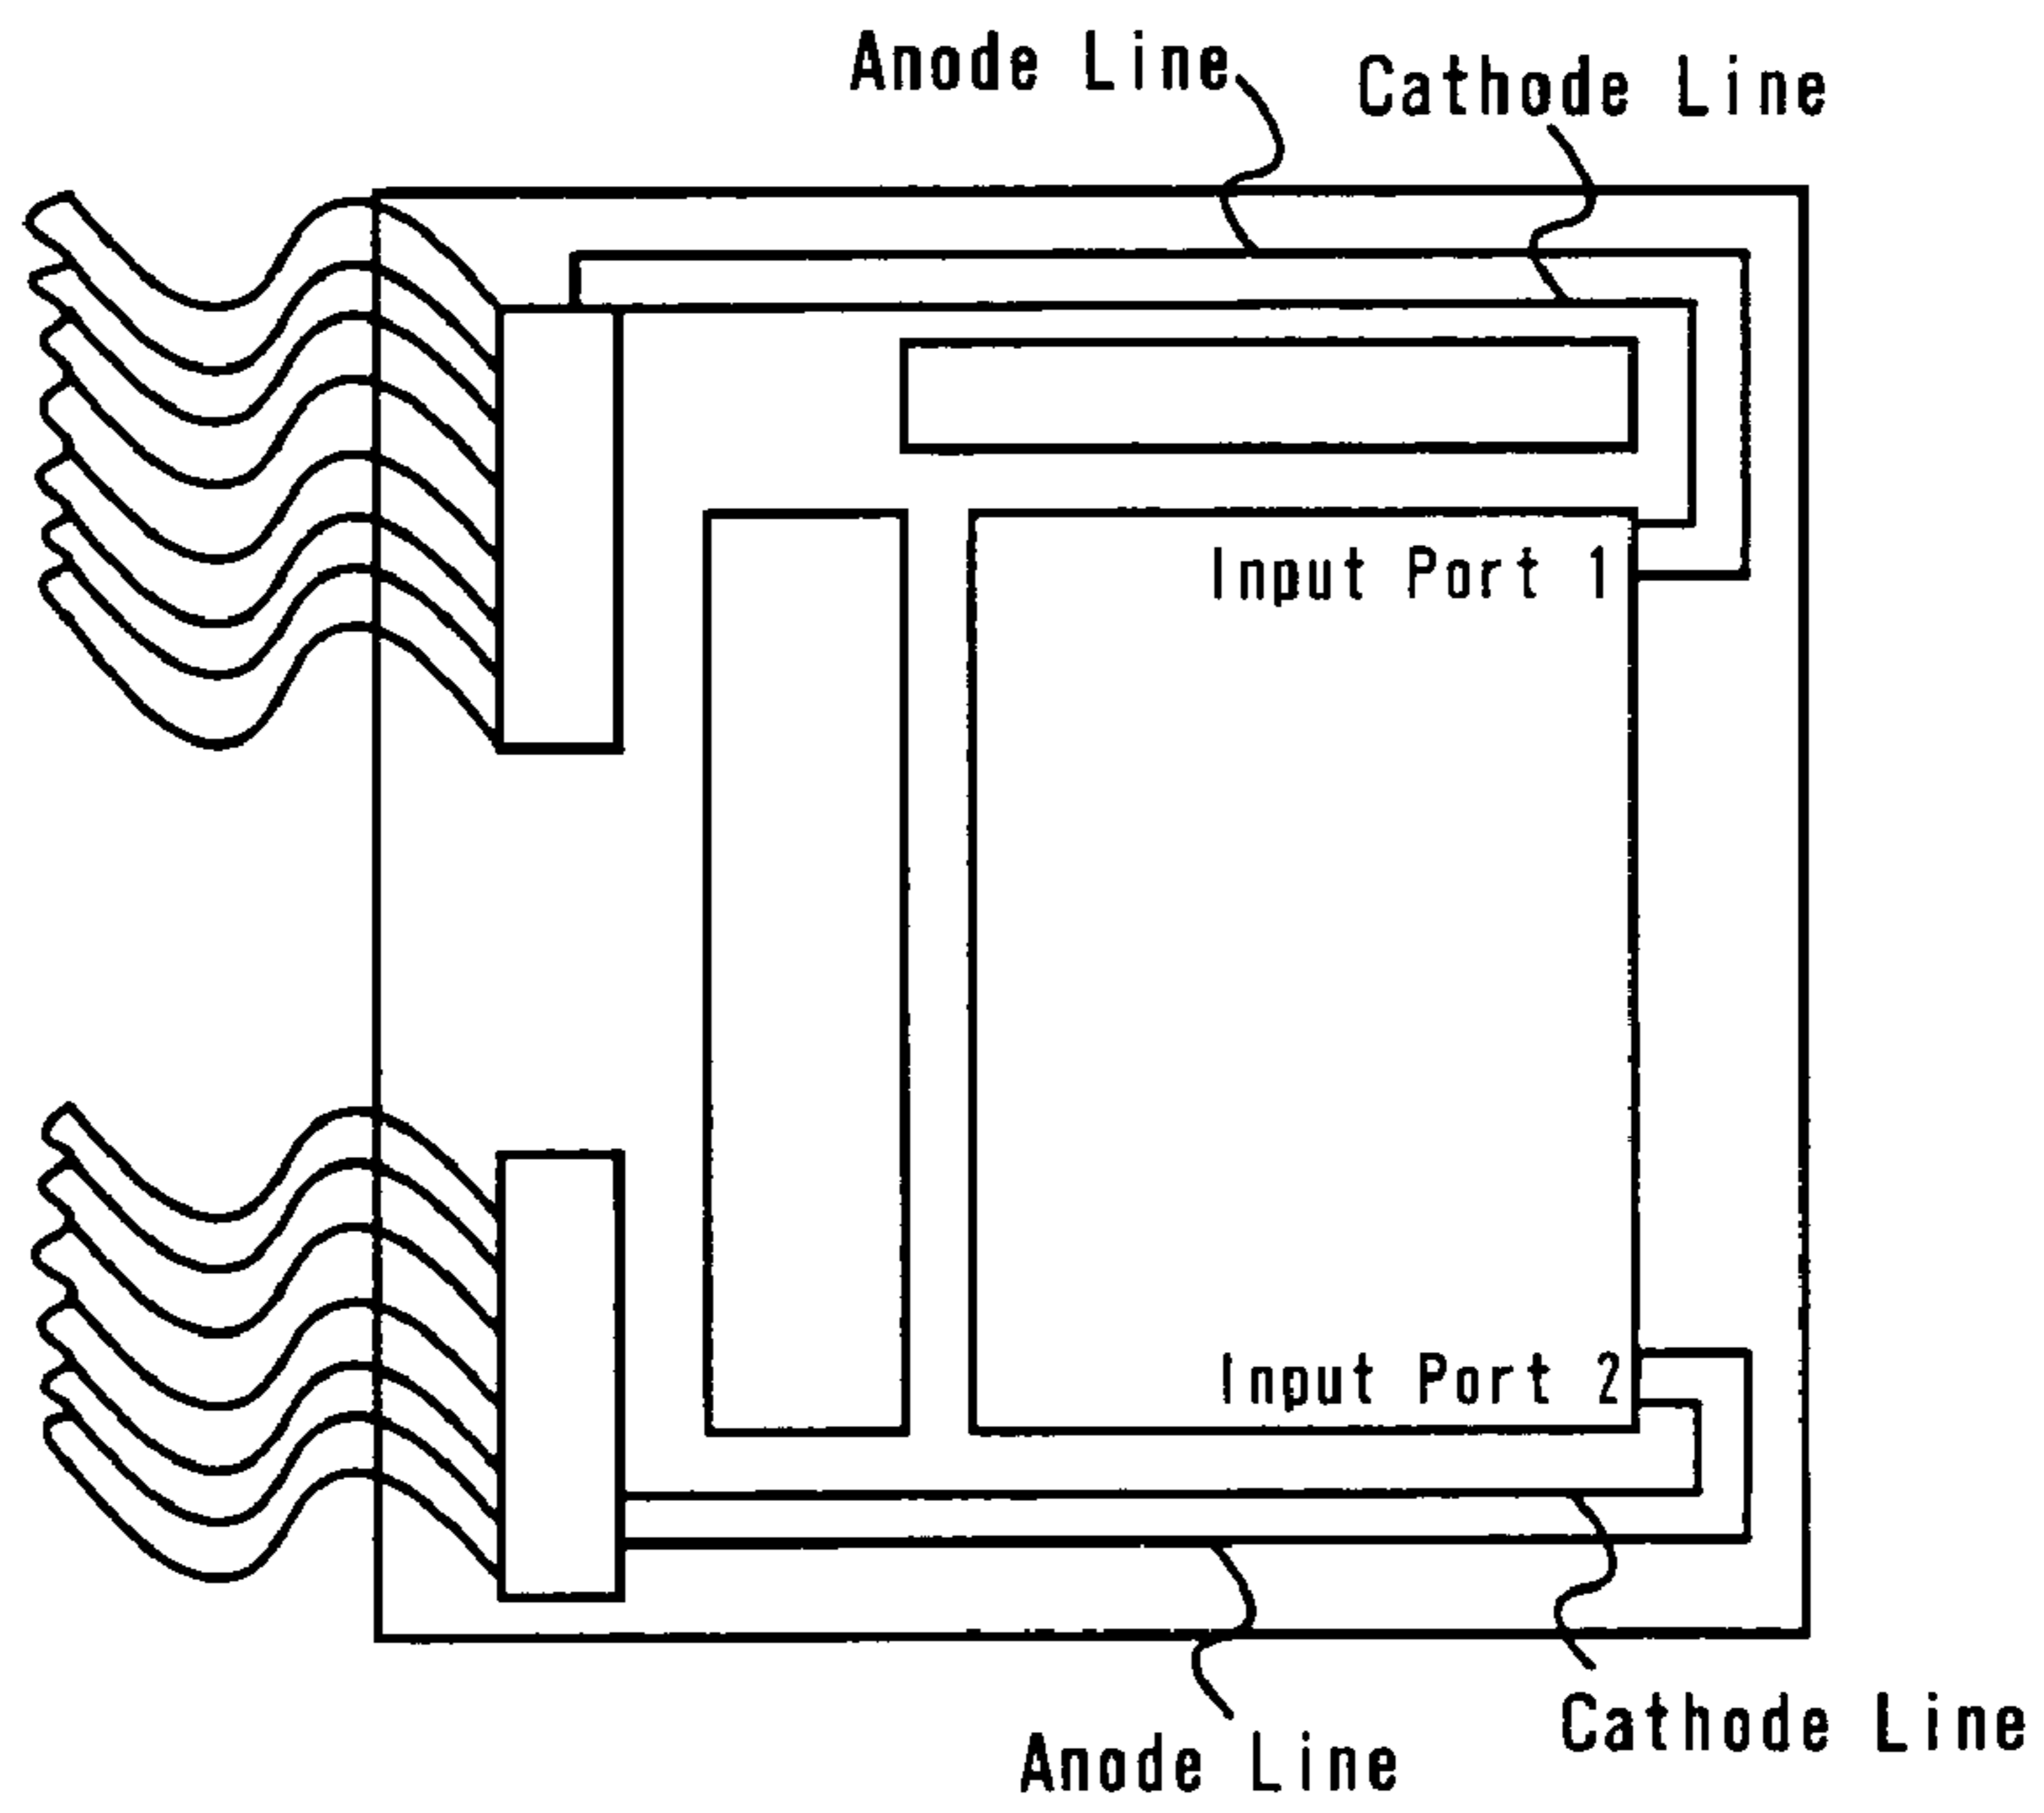 Anode Line
Cathode Line
Input Port 1
Input Port 2
Cathode Line
Anode Line